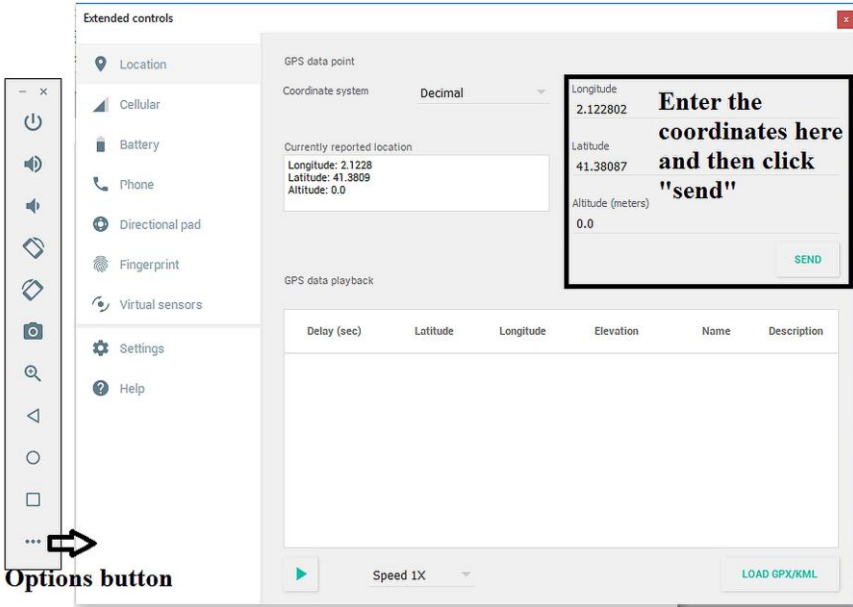 Extended controls
x
Location
Cellular
Battery
Phone
Directional pad
Fingerprint
Virtual sensors
Settings
Help
GPS data point
Coordinate system
Decimal
Currently reported location
Longitude: 2.1228
Latitude: 41.3809
Altitude: 0.0
Longitude
2.122802
Latitude
41.38087
Altitude (meters)
0.0
Enter the
coordinates here
and then click
"send"
SEND
GPS data playback
Delay (sec) Latitude Longitude Elevation Name Description
Speed 1X
LOAD GPX/KML
Options button